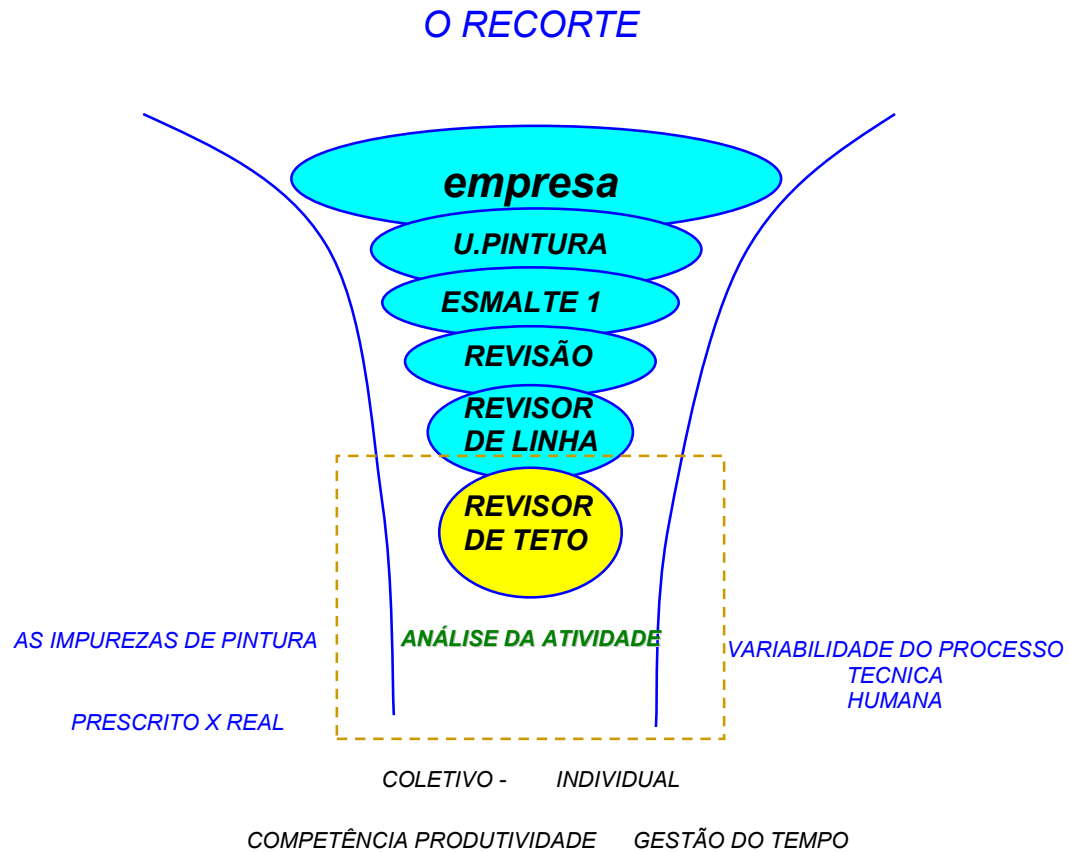 O RECORTE
empresa
U.PINTURA
ESMALTE 1
REVISÃO
REVISOR
DE LINHA
REVISOR
DE TETO
AS IMPUREZAS DE PINTURA
ANÁLISE DA ATIVIDADE
VARIABILIDADE DO PROCESSO
TECNICA
HUMANA
PRESCRITO X REAL
COLETIVO - INDIVIDUAL
COMPETÊNCIA PRODUTIVIDADE GESTÃO DO TEMPO